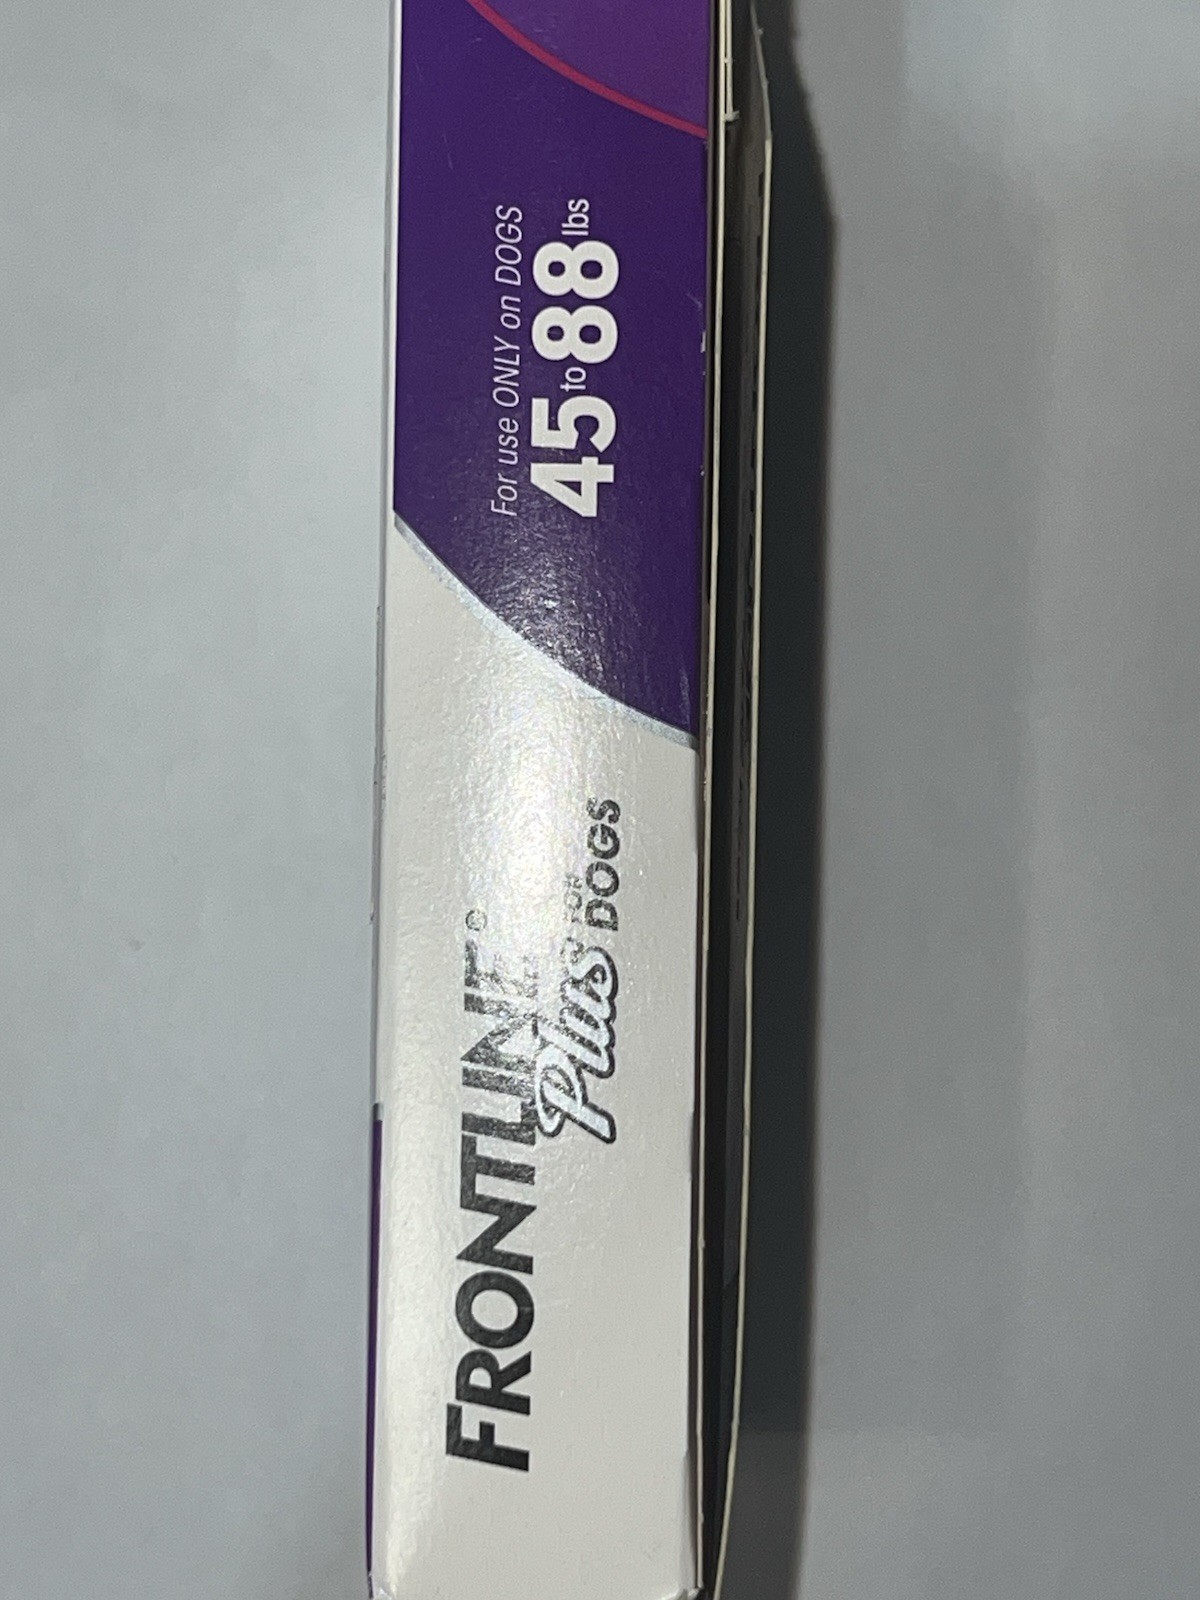 FRONTLINE®
Plus FOR DOGS
For use ONLY on DOGS
45 to 88 lbs